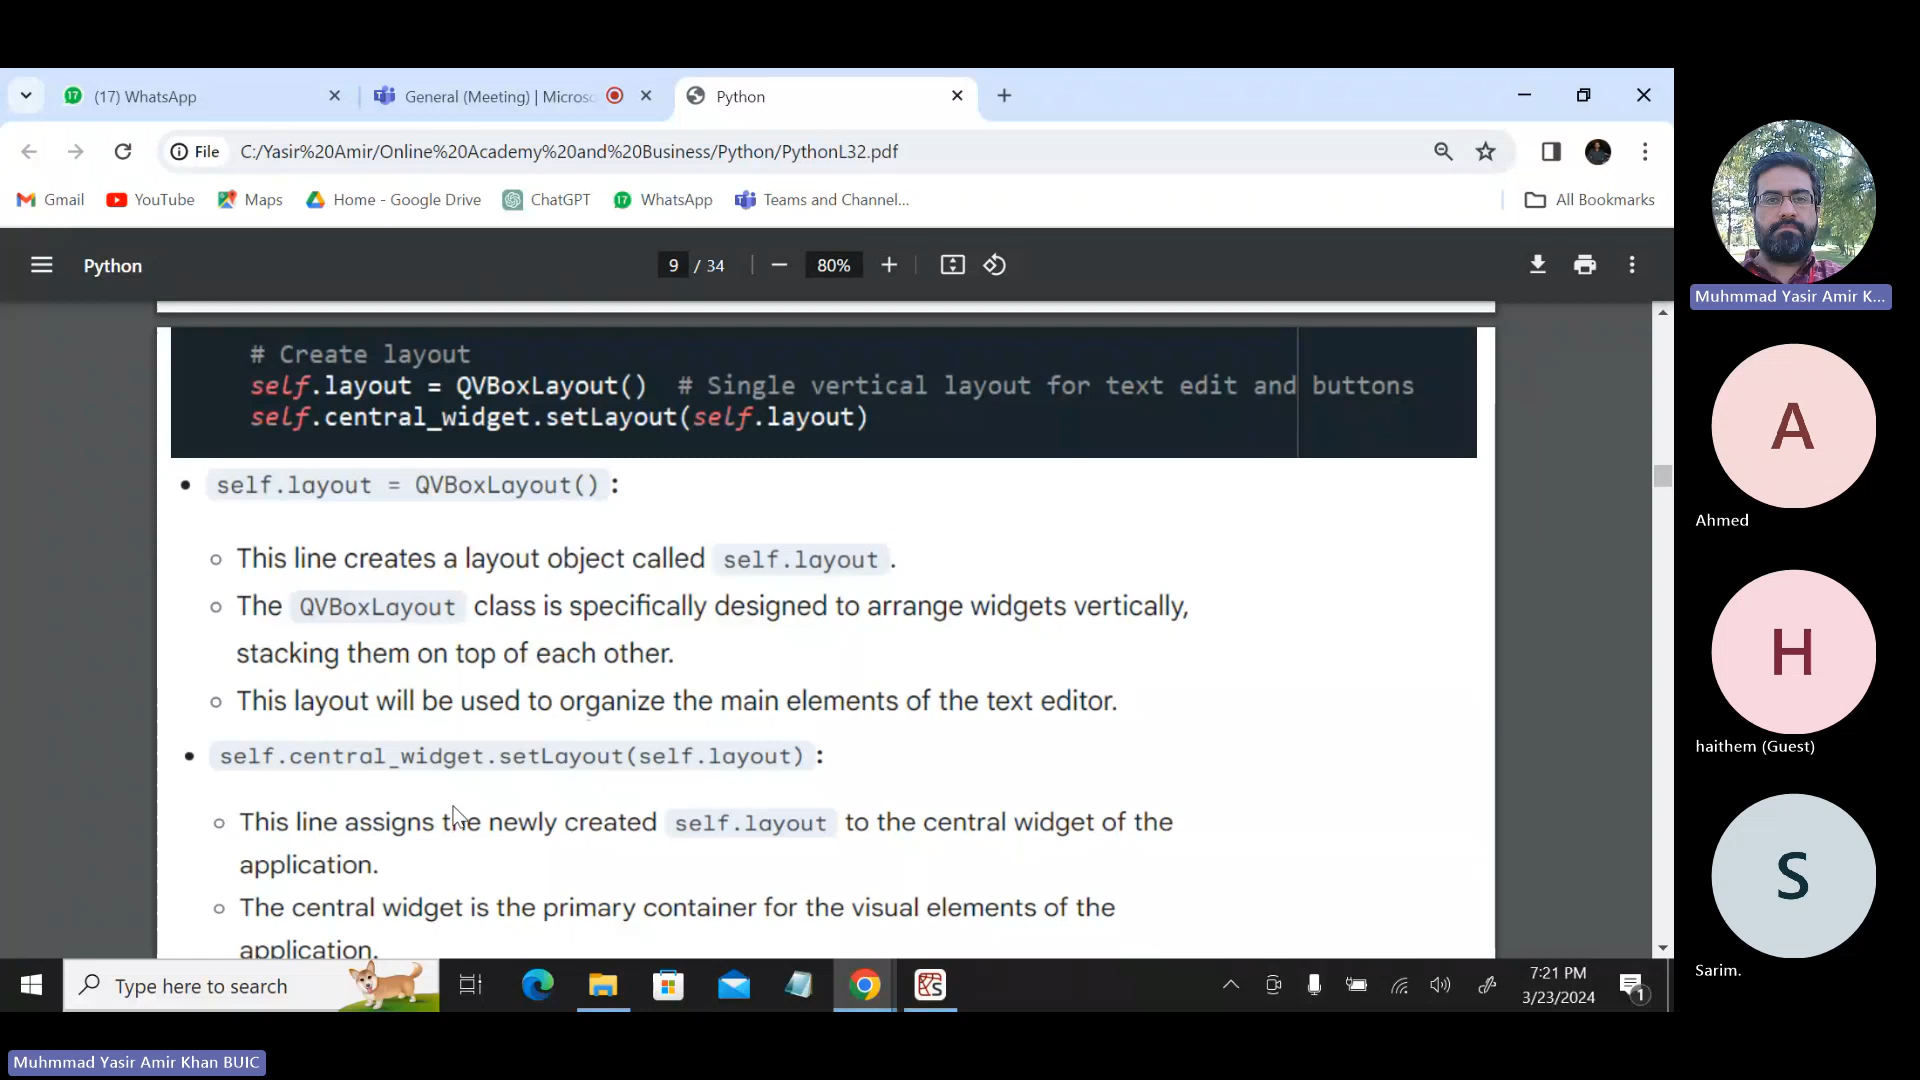 (17) WhatsApp
General (Meeting) | Micros
Python
File
C:/Yasir%20Amir/Online%20Academy%20and%20Business/Python/PythonL32.pdf
Gmail
YouTube
Maps
Home - Google Drive
ChatGPT
17
WhatsApp
Teams and Channel...
All Bookmarks
Python
9 / 34
80%
# Create layout
self.layout = QVBoxLayout()  # Single vertical layout for text edit and buttons
self.central_widget.setLayout(self.layout)
self.layout = QVBoxLayout() :
This line creates a layout object called self.layout .
The QVBoxLayout class is specifically designed to arrange widgets vertically,
stacking them on top of each other.
This layout will be used to organize the main elements of the text editor.
self.central_widget.setLayout(self.layout) :
This line assigns the newly created self.layout to the central widget of the
application.
The central widget is the primary container for the visual elements of the
application.
Type here to search
7:21 PM
3/23/2024
1
Muhmmad Yasir Amir K...
A
Ahmed
H
haithem (Guest)
S
Sarim.
Muhmmad Yasir Amir Khan BUIC